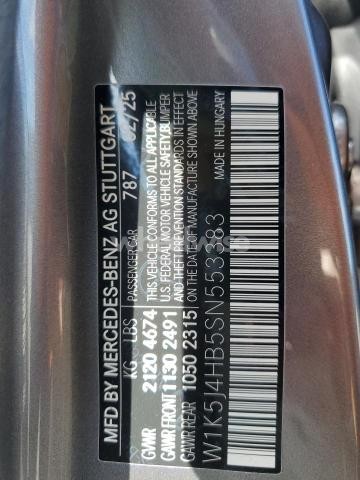 MFD BY MERCEDES-BENZ AG STUTTGART
KG LBS PASSENGER CAR 787 02/25
GVWR 2120 4674 THIS VEHICLE CONFORMS TO ALL APPLICABLE
GAWR FRONT 1130 2491 U.S. FEDERAL MOTOR VEHICLE SAFETY, BUMPER
THEFT PREVENTION STANDARDS IN EFFECT
GAWR REAR 1050 2315 ON THE DATE OF MANUFACTURE SHOWN ABOVE
W1K5J4HB5SN553383 MADE IN HUNGARY